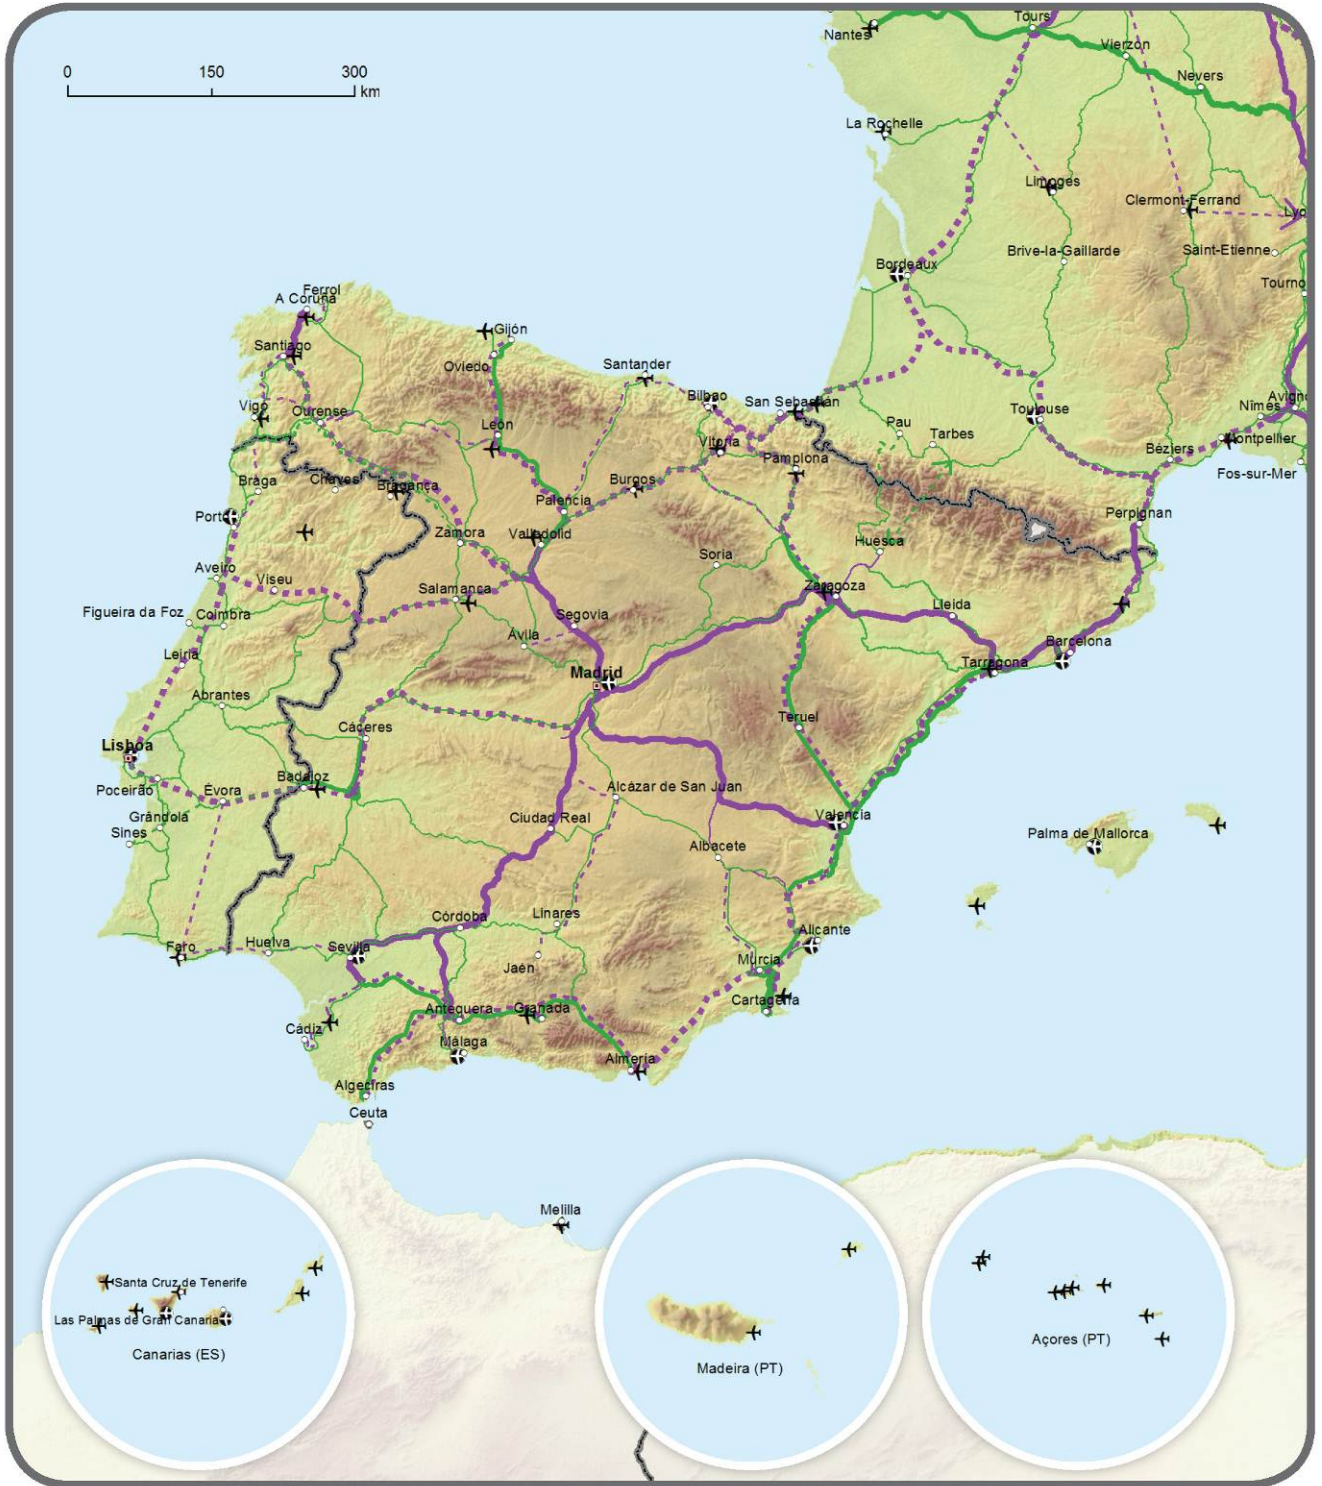 Tours
Nantes
Vierzon
Nevers
0 150 300
km
La Rochelle
Limoges
Clermont-Ferrand
Lyo
Brive-la-Gaillarde
Saint-Etienne
Bordeaux
Tourno
Ferrol
A Coruña
Gijón
Santiago
Oviedo
Santander
Bilbao
San Sebastián
Avigno
Nîmes
Vigo
Ourense
Toulouse
Pau
León
Vitoria
Tarbes
Montpellier
Béziers
Pamplona
Fos-sur-Mer
Braga
Chaves
Bragança
Burgos
Palencia
Perpignan
Porto
Zamora
Valladolid
Huesca
Soria
Aveiro
Viseu
Salamanca
Zaragoza
Figueira da Foz
Coimbra
Segovia
Lleida
Ávila
Barcelona
Leiria
Tarragona
Madrid
Abrantes
Teruel
Cáceres
Lisboa
Badajoz
Poceirão
Évora
Alcázar de San Juan
Grândola
Ciudad Real
Valencia
Sines
Palma de Mallorca
Albacete
Córdoba
Linares
Alicante
Faro
Huelva
Sevilla
Jaén
Murcia
Cartagena
Antequera
Granada
Cádiz
Málaga
Almería
Algeciras
Ceuta
Melilla
Santa Cruz de Tenerife
Las Palmas de Gran Canaria
Canarias (ES)
Madeira (PT)
Açores (PT)